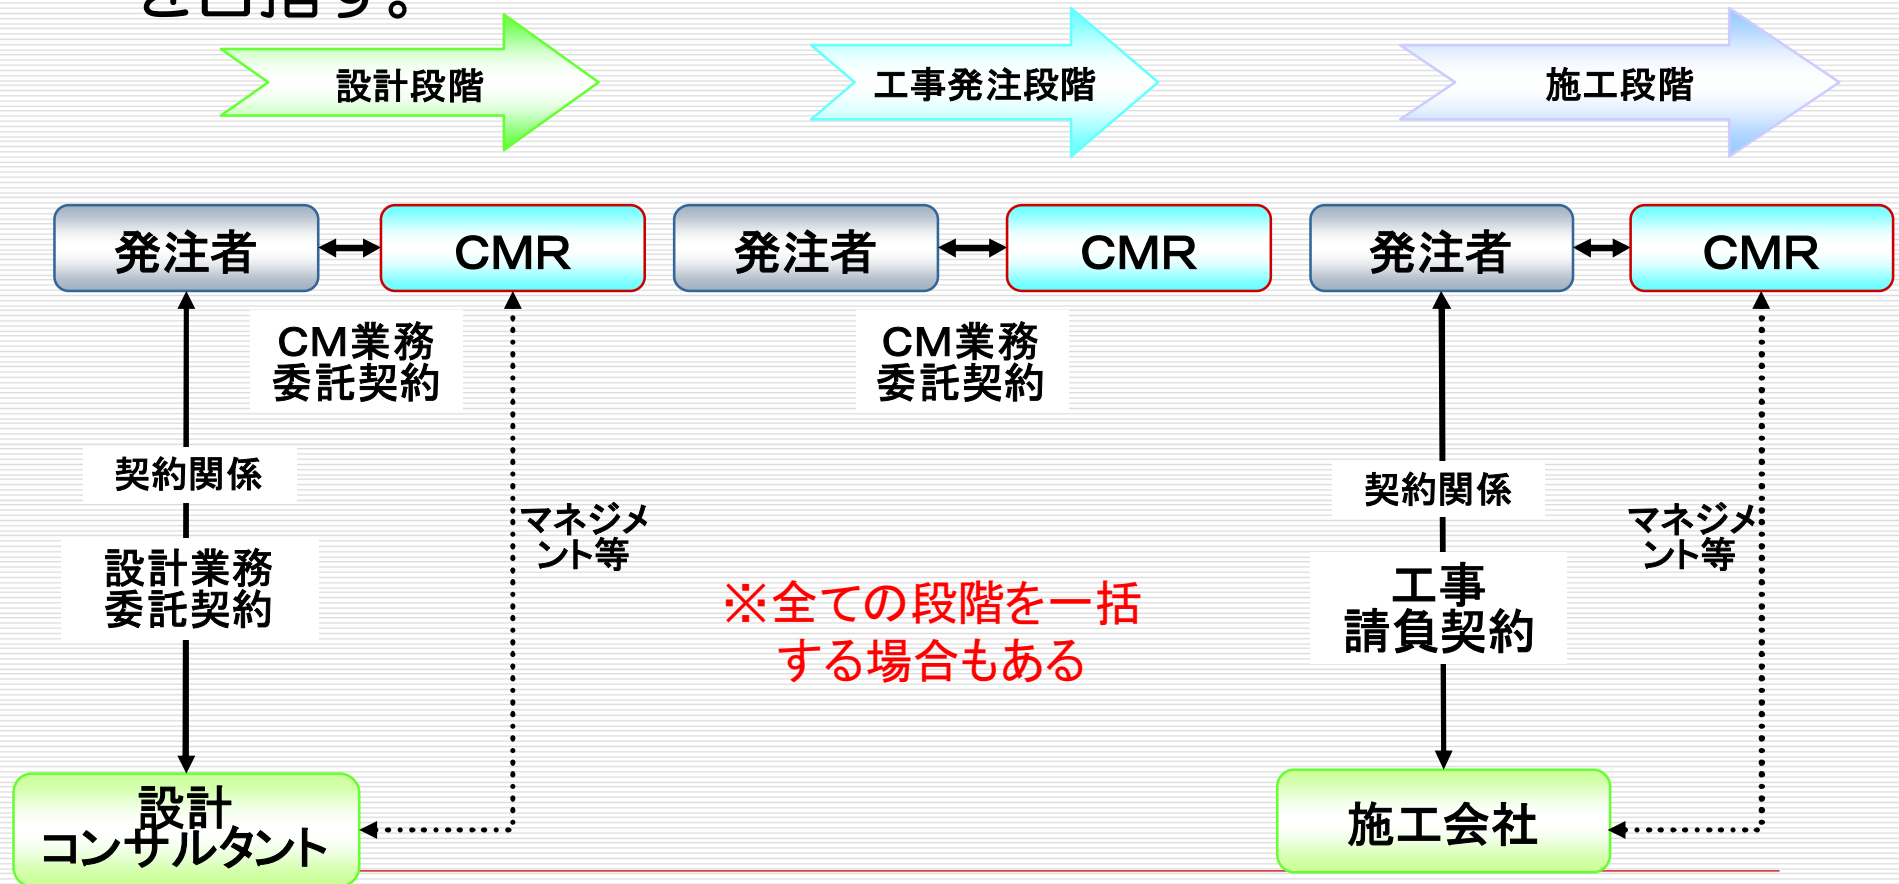 を目指す。
設計段階
工事発注段階
施工段階
発注者
CMR
発注者
CMR
発注者
CMR
CM業務
委託契約
CM業務
委託契約
契約関係
契約関係
マネジメ
ント等
マネジメ
ント等
設計業務
委託契約
工事
請負契約
※全ての段階を一括
する場合もある
設計
コンサルタント
施工会社